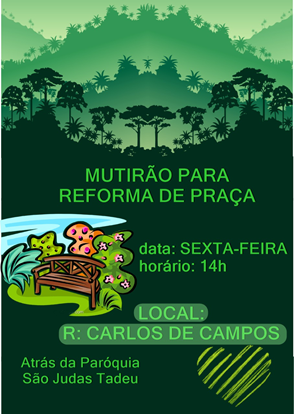 MUTIRÃO PARA
REFORMA DE PRAÇA
data: SEXTA-FEIRA
horário: 14h
LOCAL:
R: CARLOS DE CAMPOS
Atrás da Paróquia
São Judas Tadeu